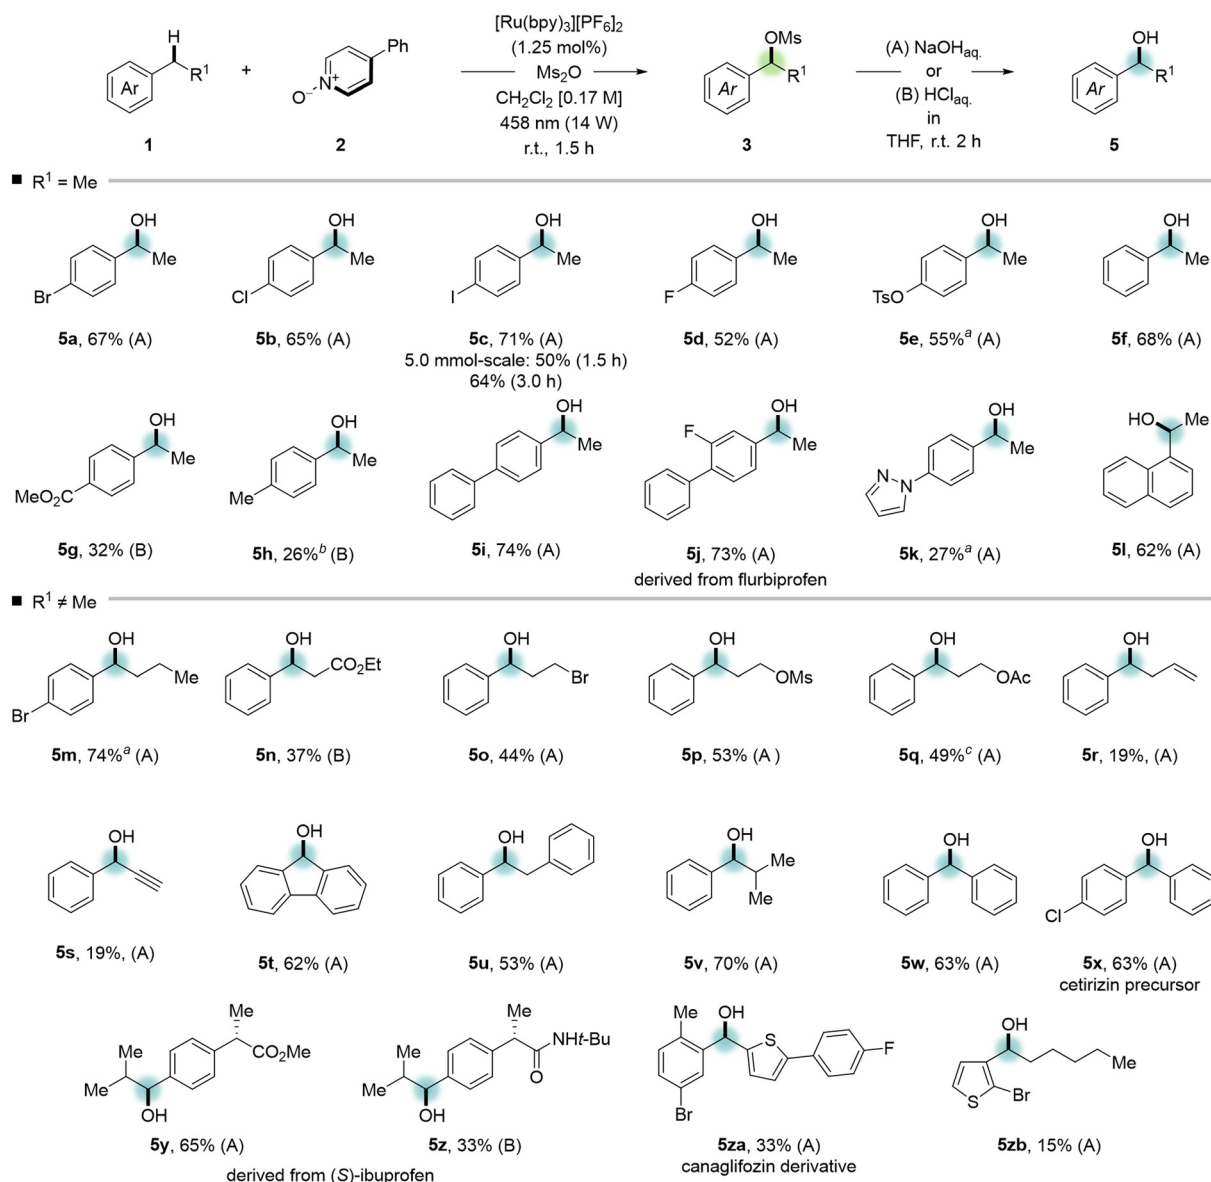 H
R1
Ar
1
+
Ph
N+
O−
2
[Ru(bpy)3][PF6]2
(1.25 mol%)
Ms2O
CH2Cl2 [0.17 M]
458 nm (14 W)
r.t., 1.5 h
OMs
R1
Ar
3
(A) NaOHaq.
or
(B) HClaq.
in
THF, r.t. 2 h
OH
R1
Ar
5
■ R1 = Me
OH
Me
Br
5a, 67% (A)
OH
Me
Cl
5b, 65% (A)
OH
Me
I
5c, 71% (A)
5.0 mmol-scale: 50% (1.5 h)
64% (3.0 h)
OH
Me
F
5d, 52% (A)
OH
Me
TsO
5e, 55%a (A)
OH
Me
5f, 68% (A)
OH
Me
MeO2C
5g, 32% (B)
OH
Me
Me
5h, 26%b (B)
OH
Me
5i, 74% (A)
OH
F
Me
5j, 73% (A)
derived from flurbiprofen
OH
Me
N
N
5k, 27%a (A)
HO Me
5l, 62% (A)
■ R1 ≠ Me
OH
Me
Br
5m, 74%a (A)
OH
CO2Et
5n, 37% (B)
OH
Br
5o, 44% (A)
OH
OMs
5p, 53% (A )
OH
OAc
5q, 49%c (A)
OH
5r, 19%, (A)
OH
5s, 19%, (A)
OH
5t, 62% (A)
OH
5u, 53% (A)
OH
Me
Me
5v, 70% (A)
OH
5w, 63% (A)
OH
Cl
5x, 63% (A)
cetirizin precursor
Me
Me
CO2Me
Me
OH
5y, 65% (A)
Me
NHt-Bu
Me
O
Me
OH
5z, 33% (B)
derived from (S)-ibuprofen
OH
Me
S
F
Br
5za, 33% (A)
canaglifozin derivative
OH
Me
Br
S
5zb, 15% (A)